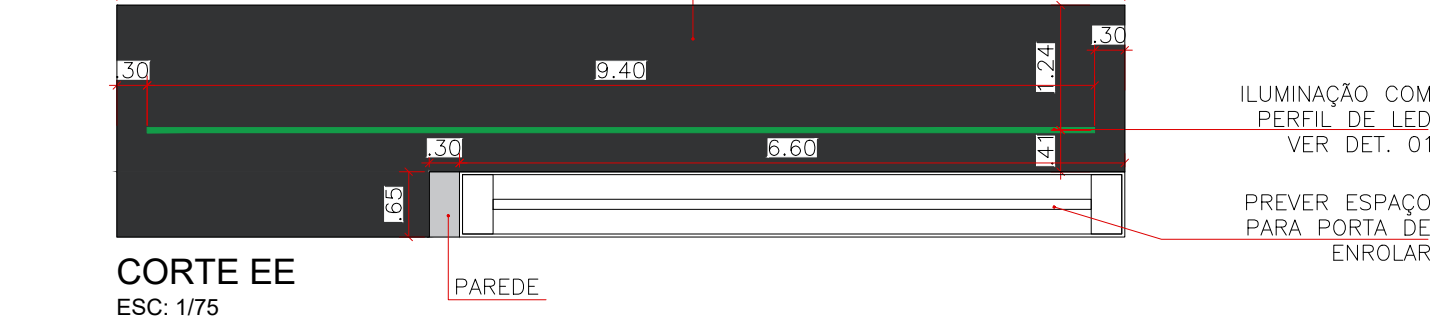 .30
1.24
.30
9.40
ILUMINAÇÃO COM
PERFIL DE LED
VER DET. 01
.30
6.60
.41
.65
PREVER ESPAÇO
PARA PORTA DE
ENROLAR
CORTE EE
ESC: 1/75
PAREDE